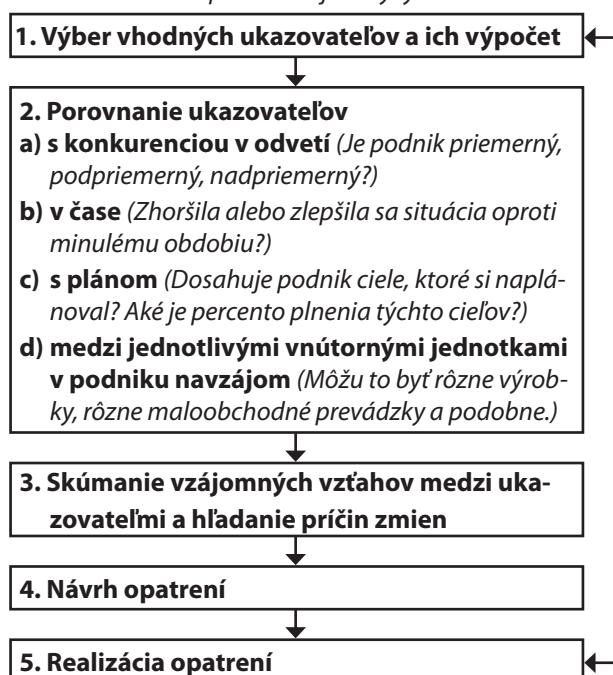 1. Výber vhodných ukazovateľov a ich výpočet
2. Porovnanie ukazovateľov
a) s konkurenciou v odvetí (Je podnik priemerný,
podpriemerný, nadpriemerný?)
b) v čase (Zhoršila alebo zlepšila sa situácia oproti
minulému obdobiu?)
c) s plánom (Dosahuje podnik ciele, ktoré si naplá-
noval? Aké je percento plnenia týchto cieľov?)
d) medzi jednotlivými vnútornými jednotkami
v podniku navzájom (Môžu to byť rôzne výrob-
ky, rôzne maloobchodné prevádzky a podobne.)
3. Skúmanie vzájomných vzťahov medzi uka-
zovateľmi a hľadanie príčin zmien
4. Návrh opatrení
5. Realizácia opatrení